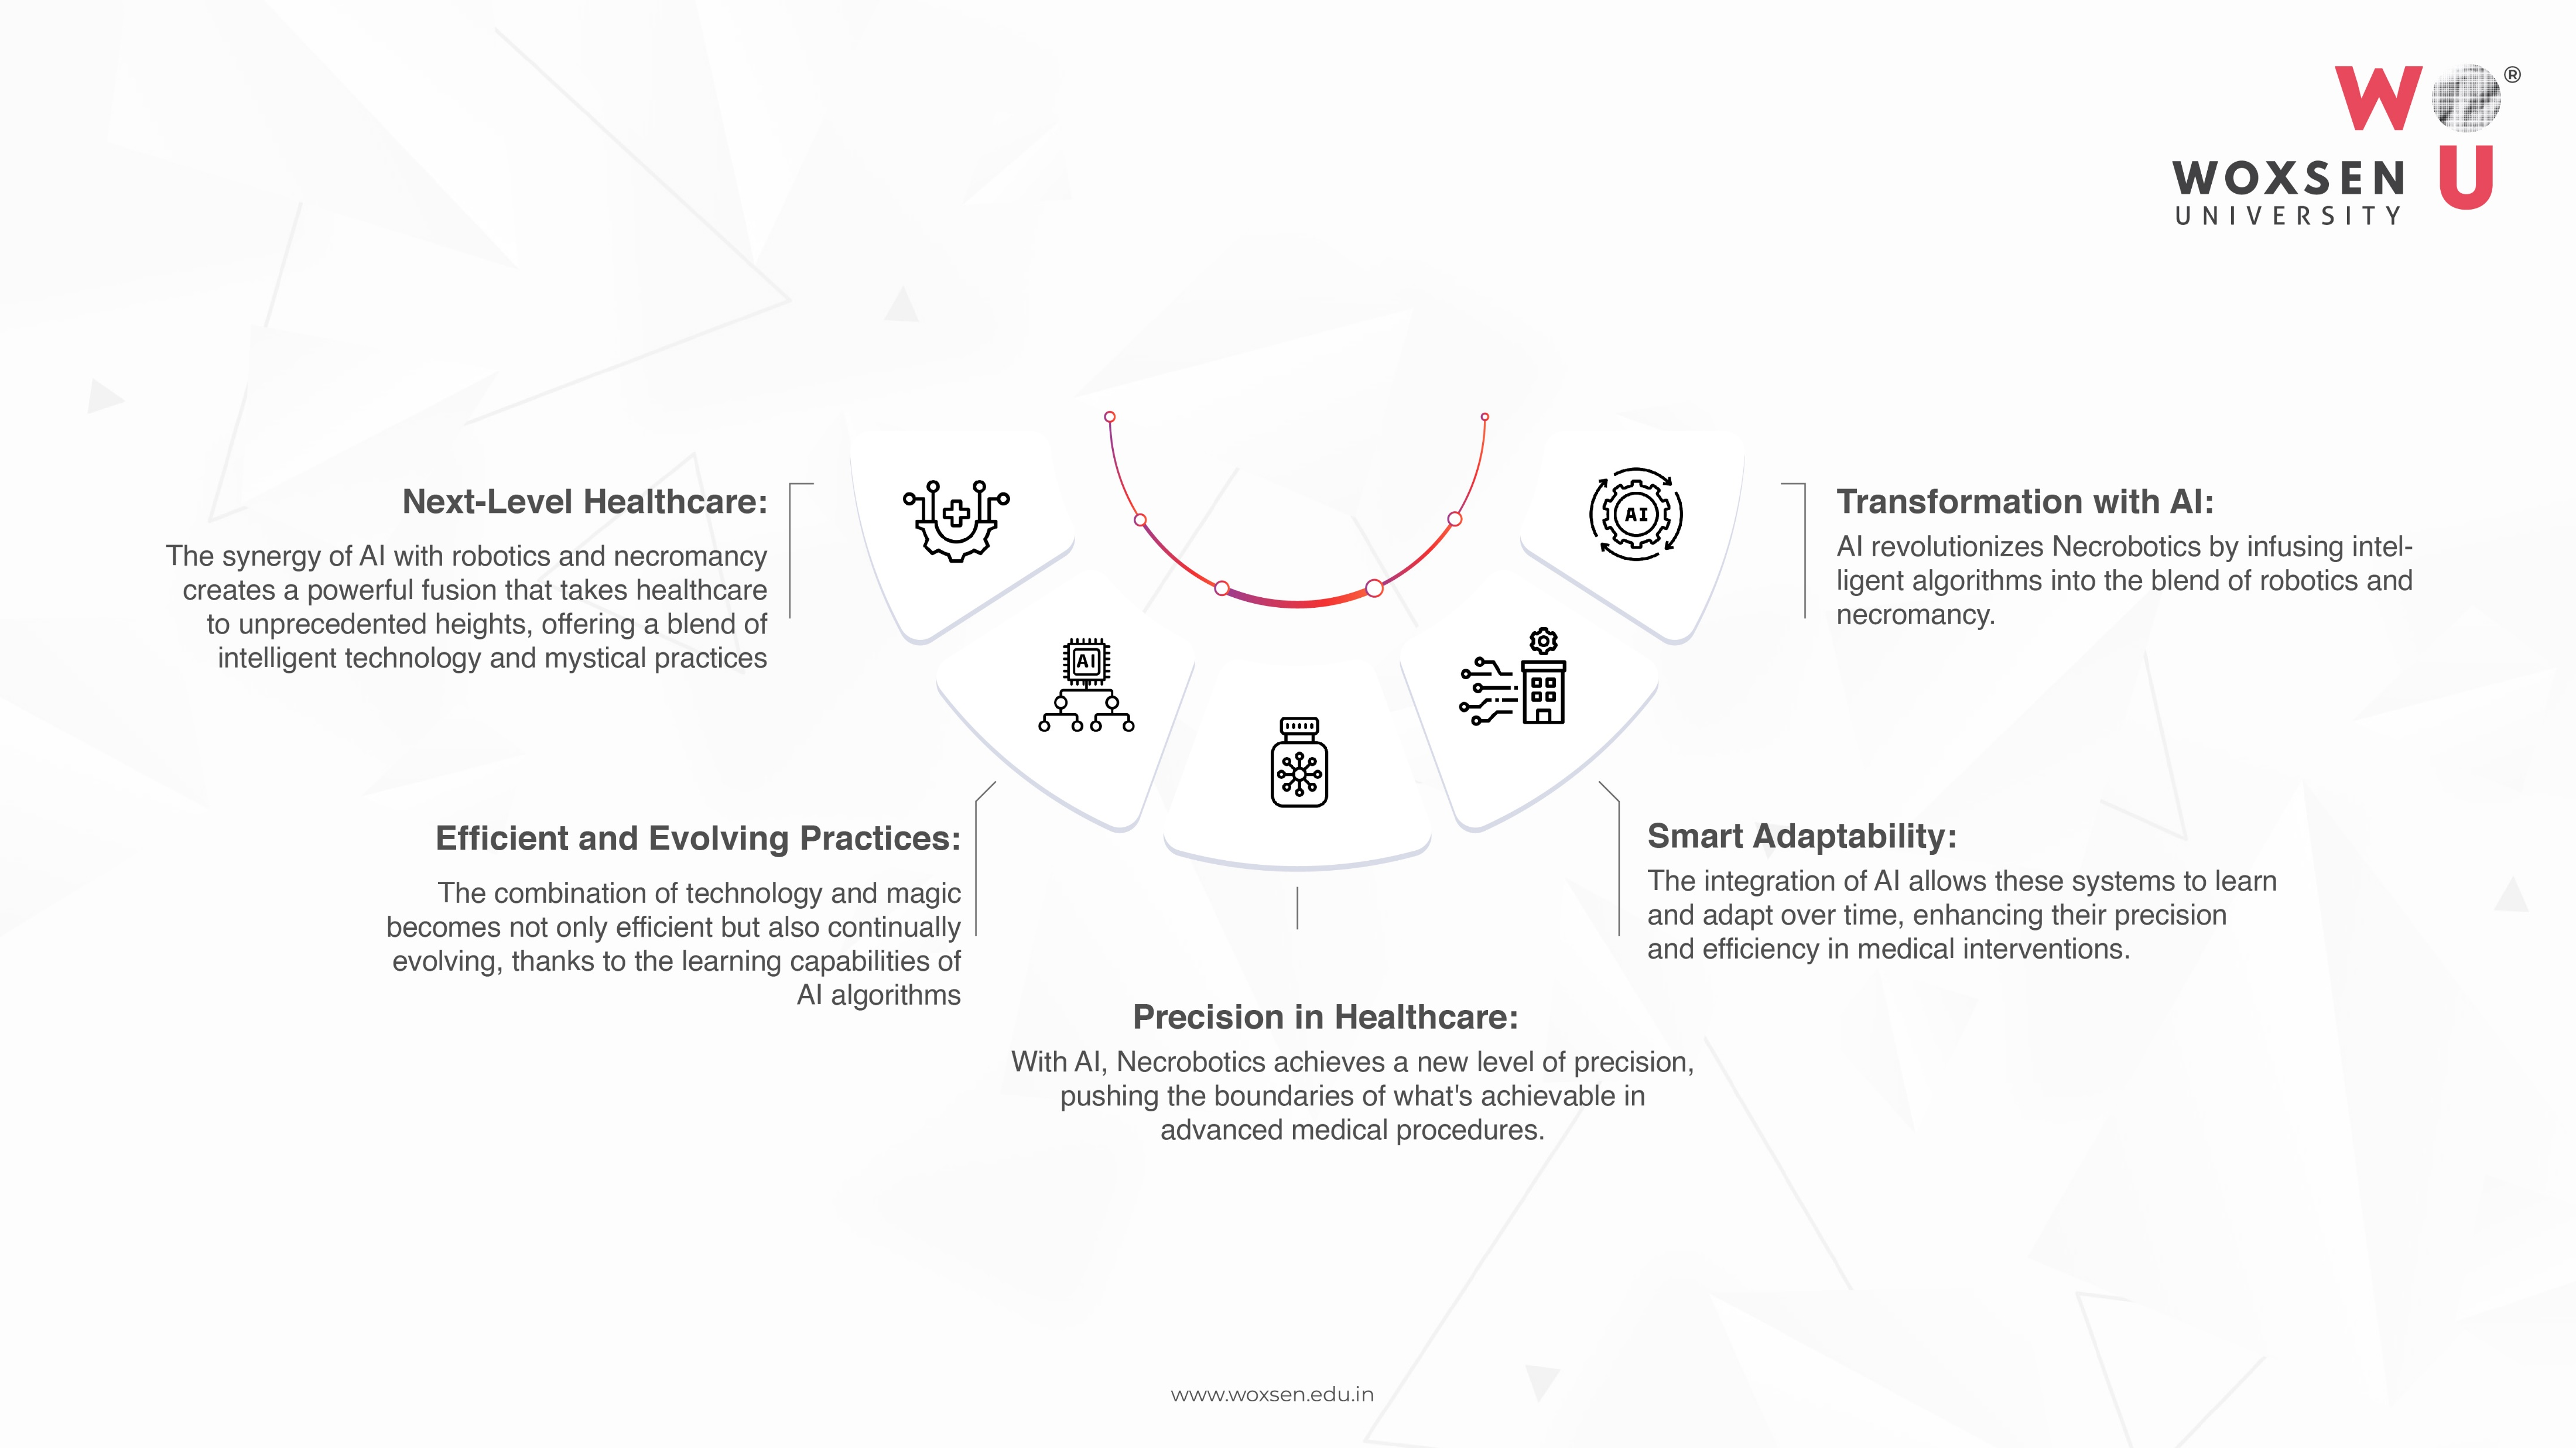 W ®
WOXSEN U
UNIVERSITY
Next-Level Healthcare:
The synergy of AI with robotics and necromancy
creates a powerful fusion that takes healthcare
to unprecedented heights, offering a blend of
intelligent technology and mystical practices
AI
Transformation with AI:
AI revolutionizes Necrobotics by infusing intel-
ligent algorithms into the blend of robotics and
necromancy.
AI
Efficient and Evolving Practices:
The combination of technology and magic
becomes not only efficient but also continually
evolving, thanks to the learning capabilities of
AI algorithms
Smart Adaptability:
The integration of AI allows these systems to learn
and adapt over time, enhancing their precision
and efficiency in medical interventions.
Precision in Healthcare:
With AI, Necrobotics achieves a new level of precision,
pushing the boundaries of what's achievable in
advanced medical procedures.
www.woxsen.edu.in